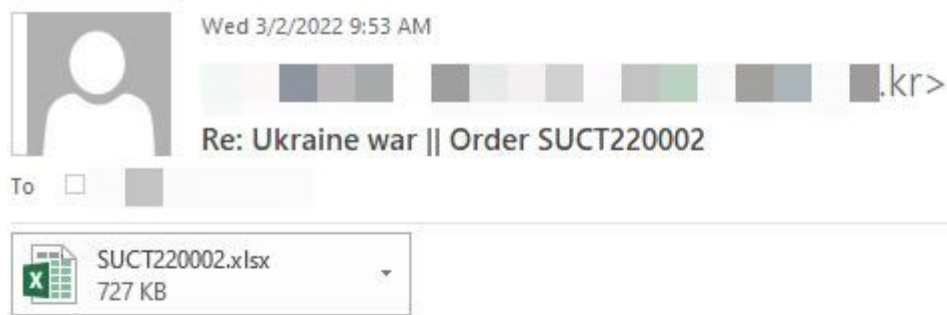 Wed 3/2/2022 9:53 AM
.kr>
Re: Ukraine war || Order SUCT220002
To
SUCT220002.xlsx
727 KB